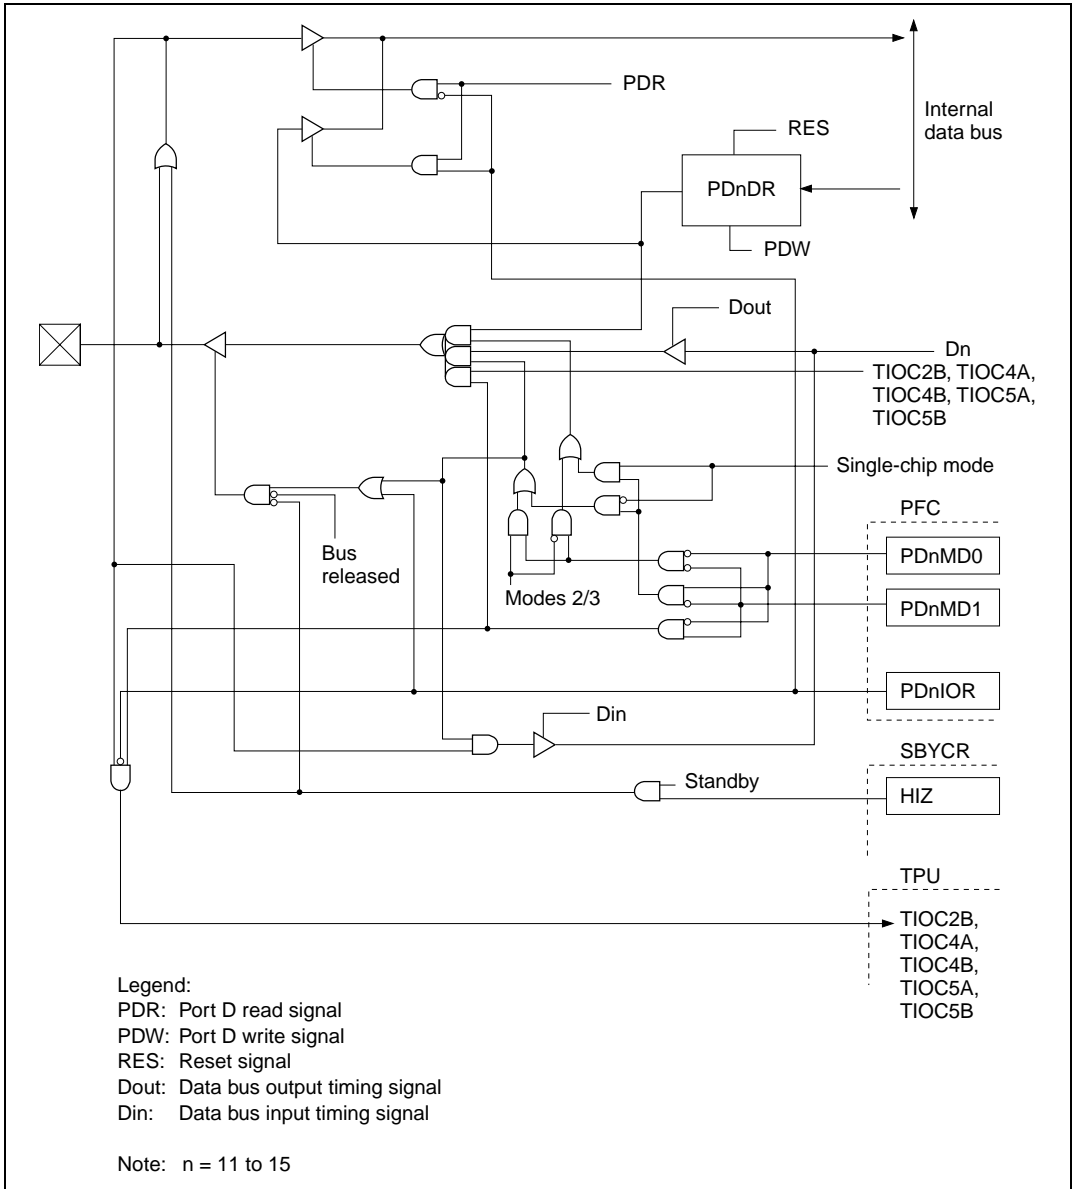 PDR
Internal
data bus
RES
PDnDR
PDW
Dout
Dn
TIOC2B, TIOC4A,
TIOC4B, TIOC5A,
TIOC5B
Single-chip mode
PFC
Bus
released
PDnMD0
Modes 2/3
PDnMD1
PDnIOR
Din
SBYCR
Standby
HIZ
TPU
TIOC2B,
TIOC4A,
TIOC4B,
TIOC5A,
TIOC5B
Legend:
PDR: Port D read signal
PDW: Port D write signal
RES: Reset signal
Dout: Data bus output timing signal
Din: Data bus input timing signal
Note: n = 11 to 15